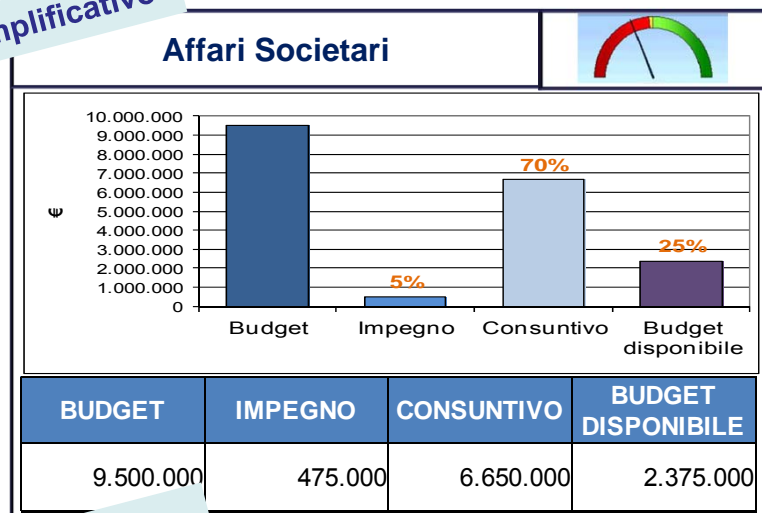 Affari Societari
10.000.000
9.000.000
8.000.000
7.000.000
6.000.000
5.000.000
4.000.000
3.000.000
2.000.000
1.000.000
0
€
70%
25%
5%
Budget Impegno Consuntivo Budget
disponibile
BUDGET IMPEGNO CONSUNTIVO BUDGET
DISPONIBILE
9.500.000 475.000 6.650.000 2.375.000